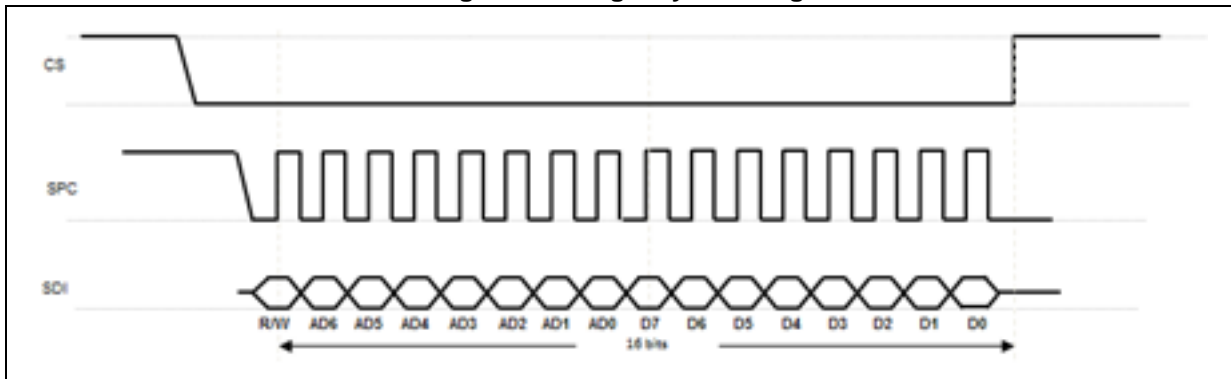 CS
SPC
SDI
R/W AD6 AD5 AD4 AD3 AD2 AD1 AD0 D7 D6 D5 D4 D3 D2 D1 D0
16 bits